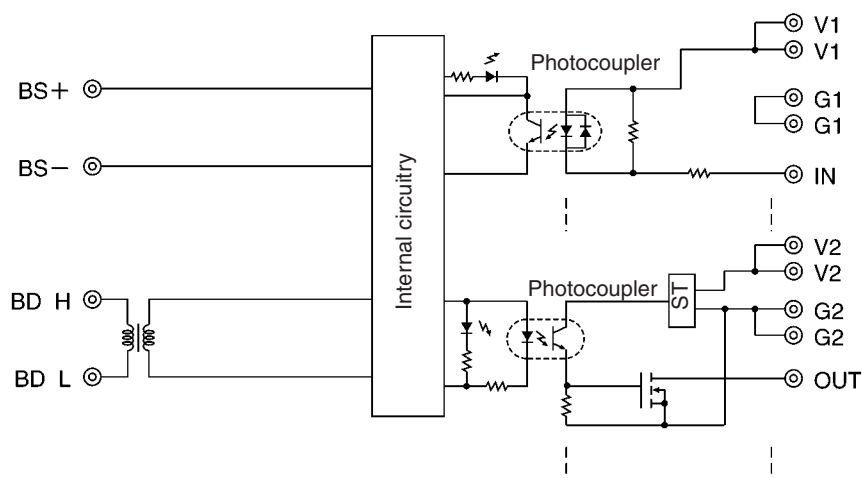 V1
Photocoupler
V1
BS+
G1
G1
BS−
IN
Internal circuitry
V2
Photocoupler
V2
ST
BD H
G2
G2
BD L
OUT